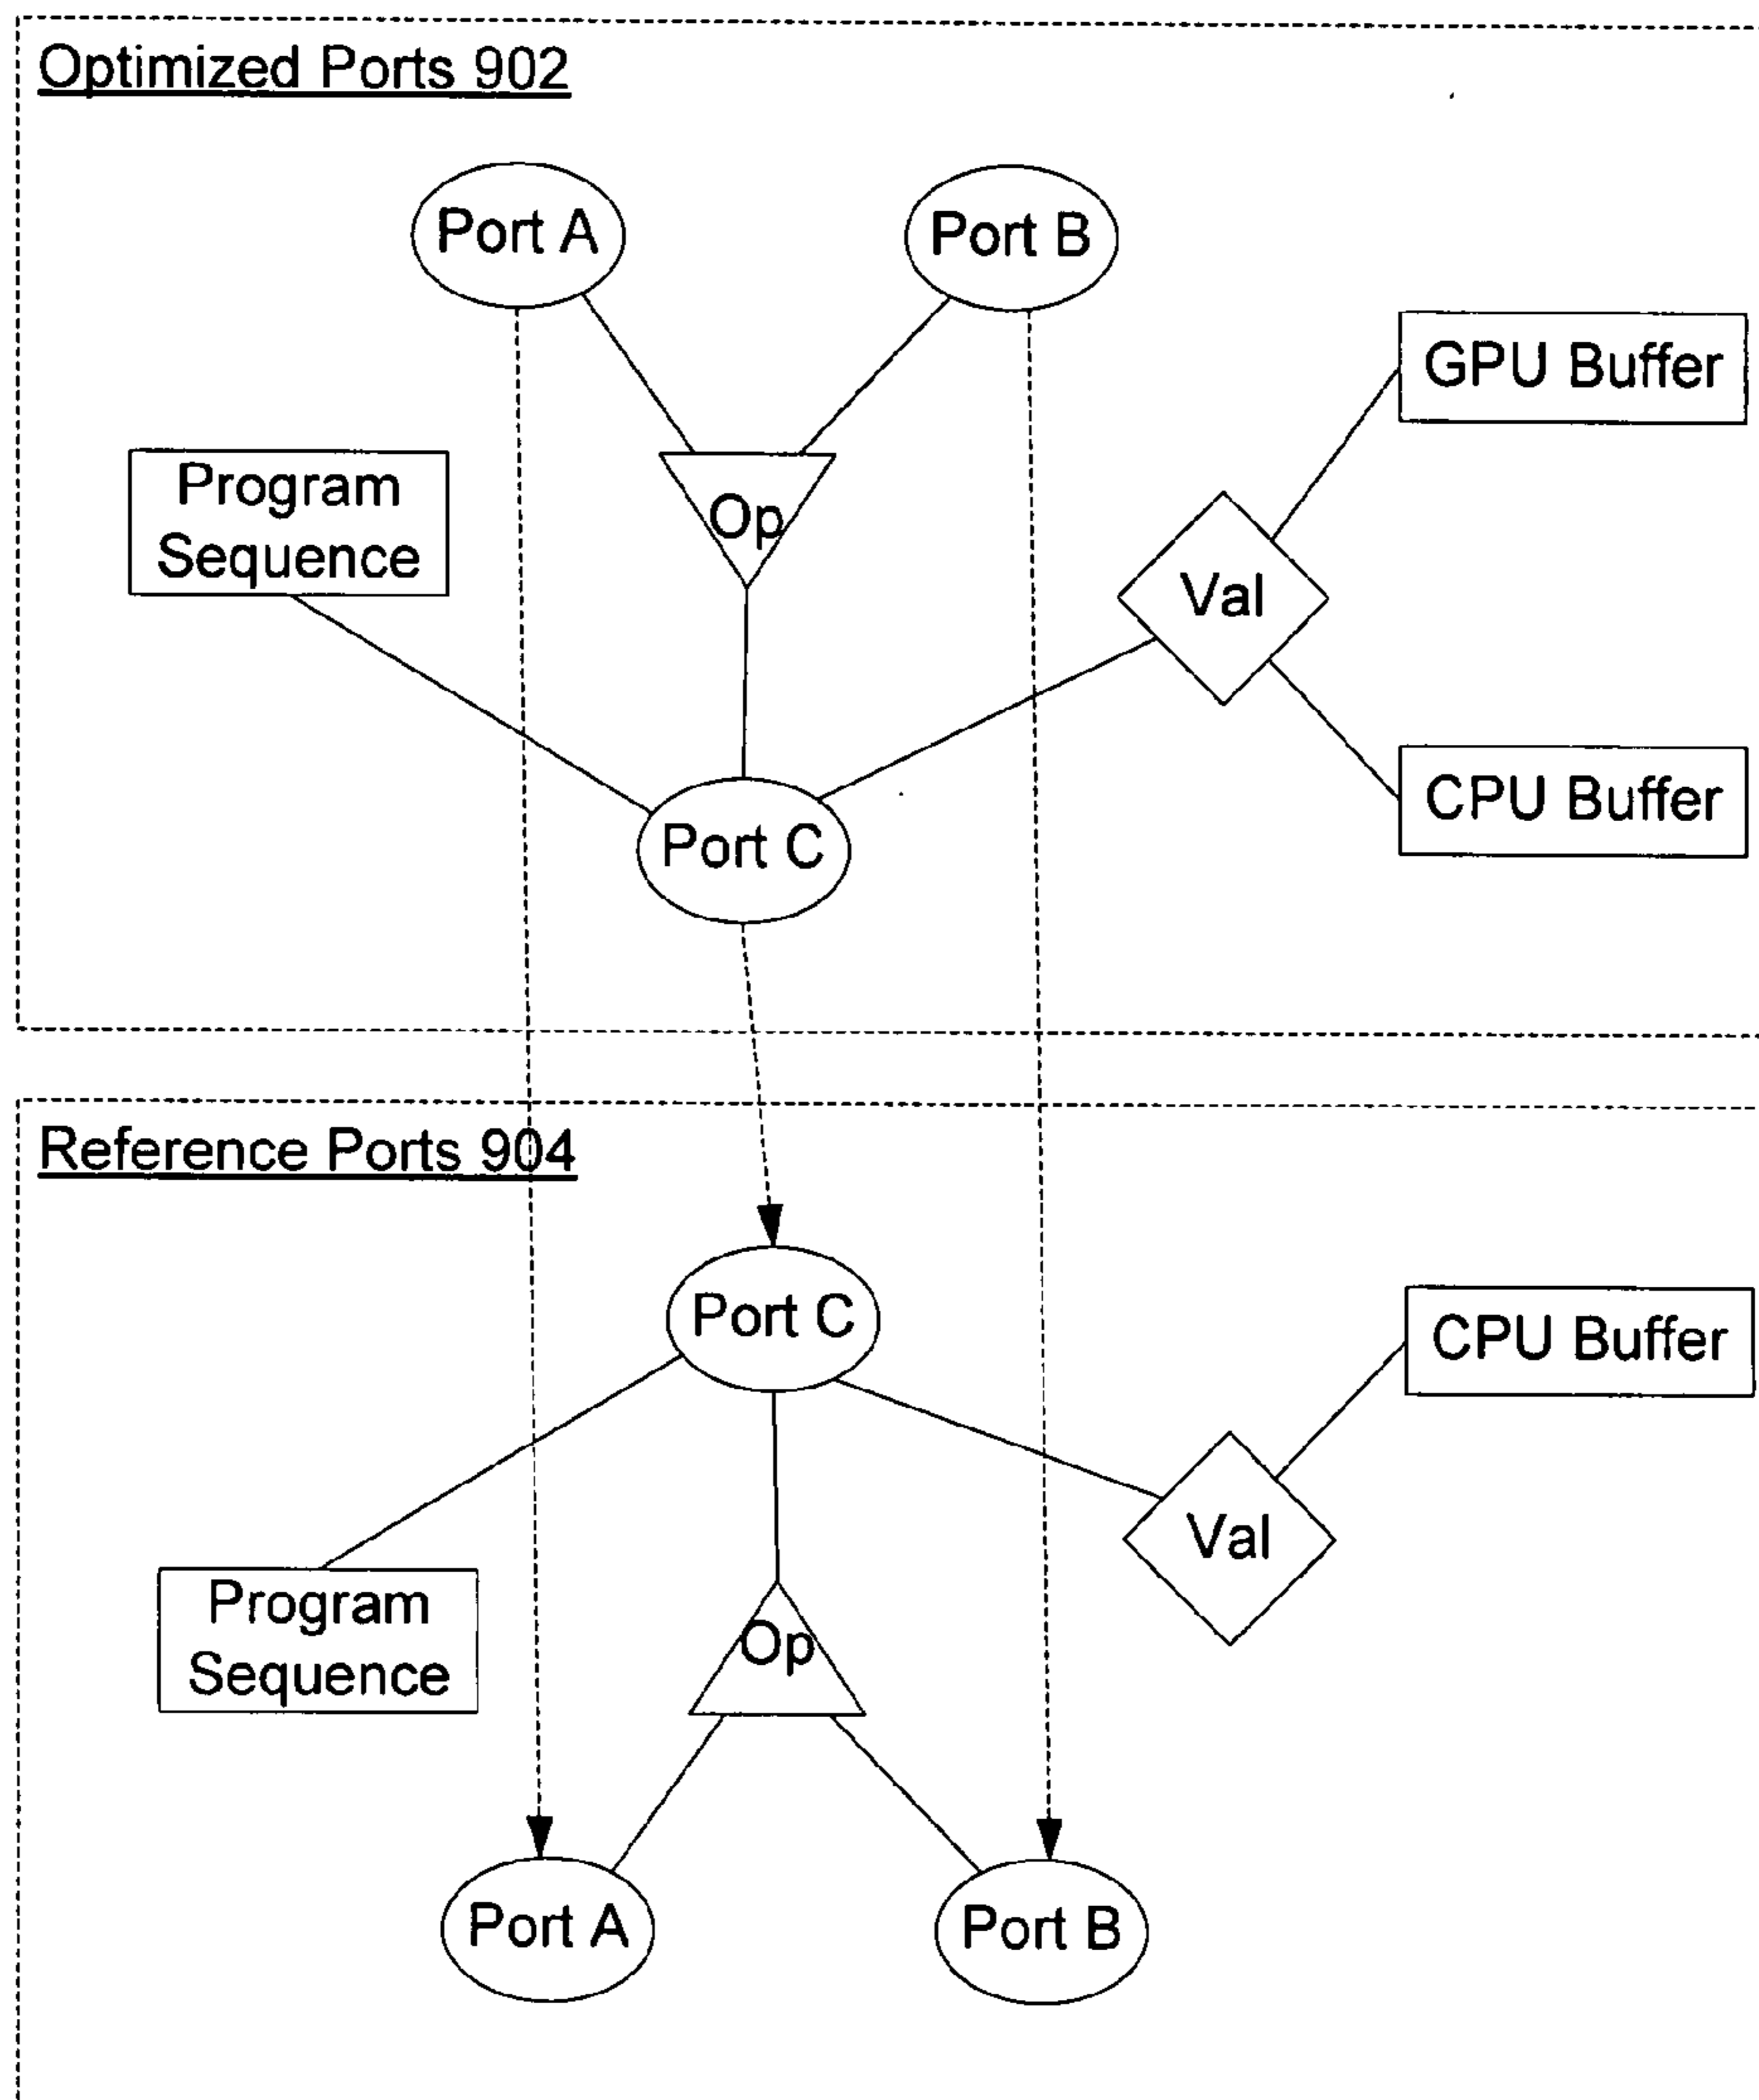 Optimized Ports 902
Port A
Port B
GPU Buffer
Program
Sequence
Op
Val
CPU Buffer
Port C
Reference Ports 904
Port C
CPU Buffer
Val
Program
Sequence
Op
Port A
Port B